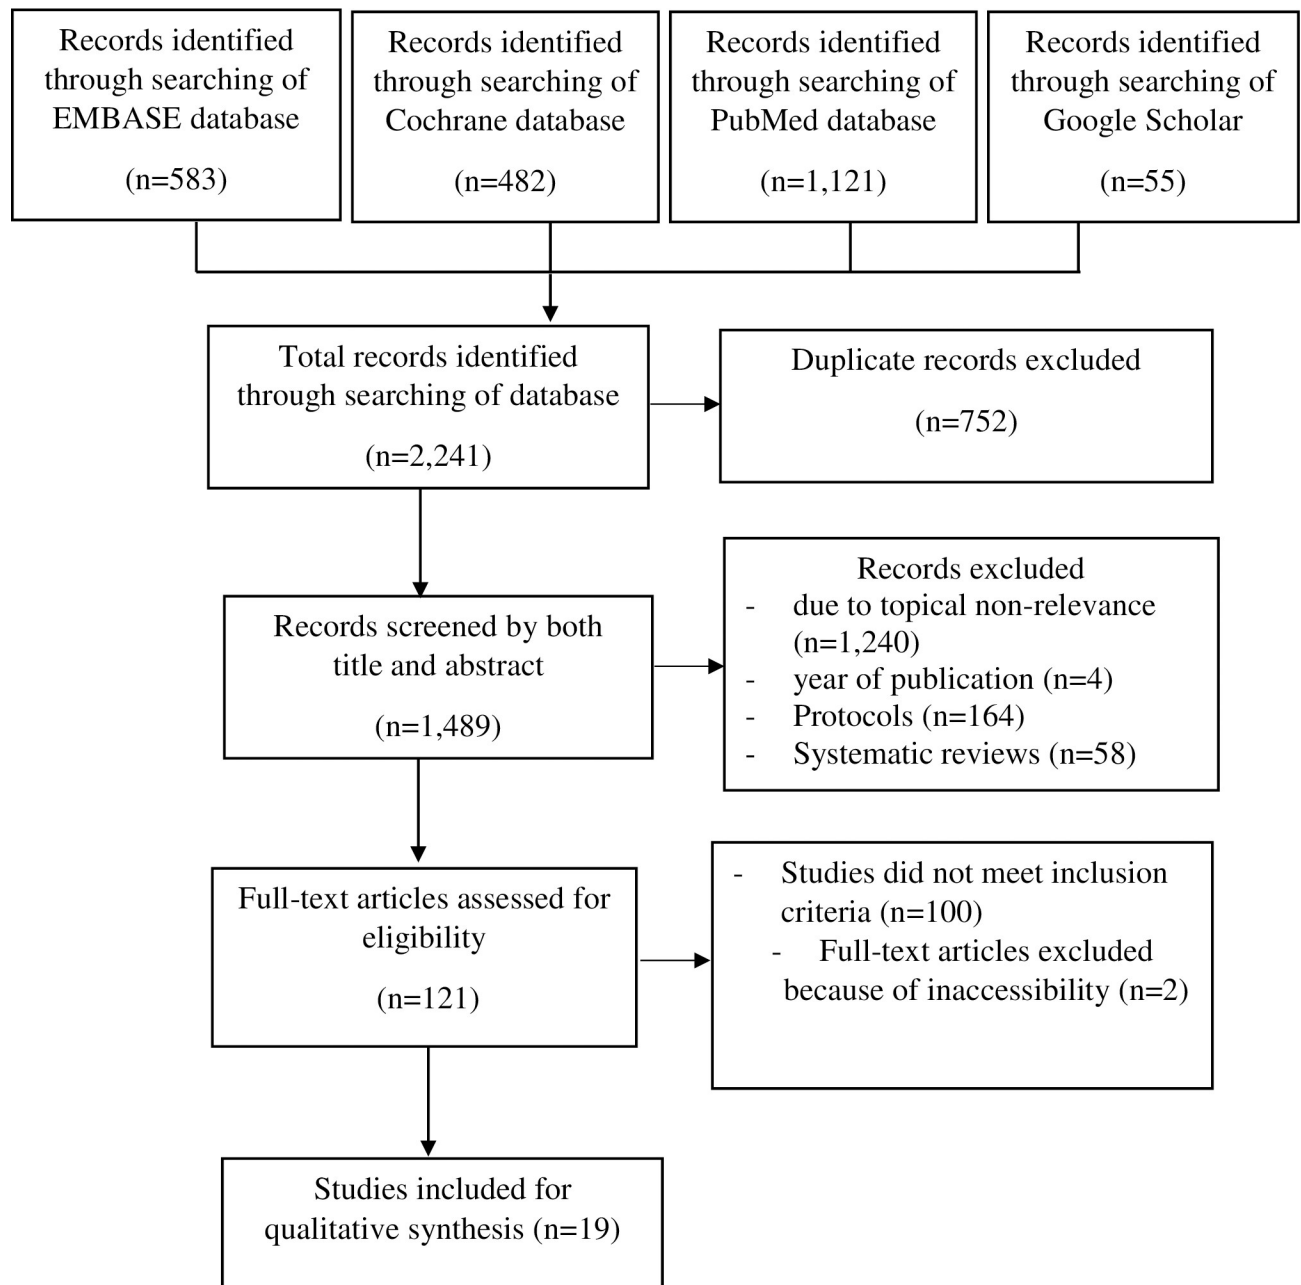 Records identified
through searching of
EMBASE database
(n=583)
Records identified
through searching of
Cochrane database
(n=482)
Records identified
through searching of
PubMed database
(n=1,121)
Records identified
through searching of
Google Scholar
(n=55)
Total records identified
through searching of database
(n=2,241)
Duplicate records excluded
(n=752)
Records screened by both
title and abstract
(n=1,489)
Records excluded
- due to topical non-relevance
(n=1,240)
- year of publication (n=4)
- Protocols (n=164)
- Systematic reviews (n=58)
Full-text articles assessed for
eligibility
(n=121)
- Studies did not meet inclusion
criteria (n=100)
- Full-text articles excluded
because of inaccessibility (n=2)
Studies included for
qualitative synthesis (n=19)